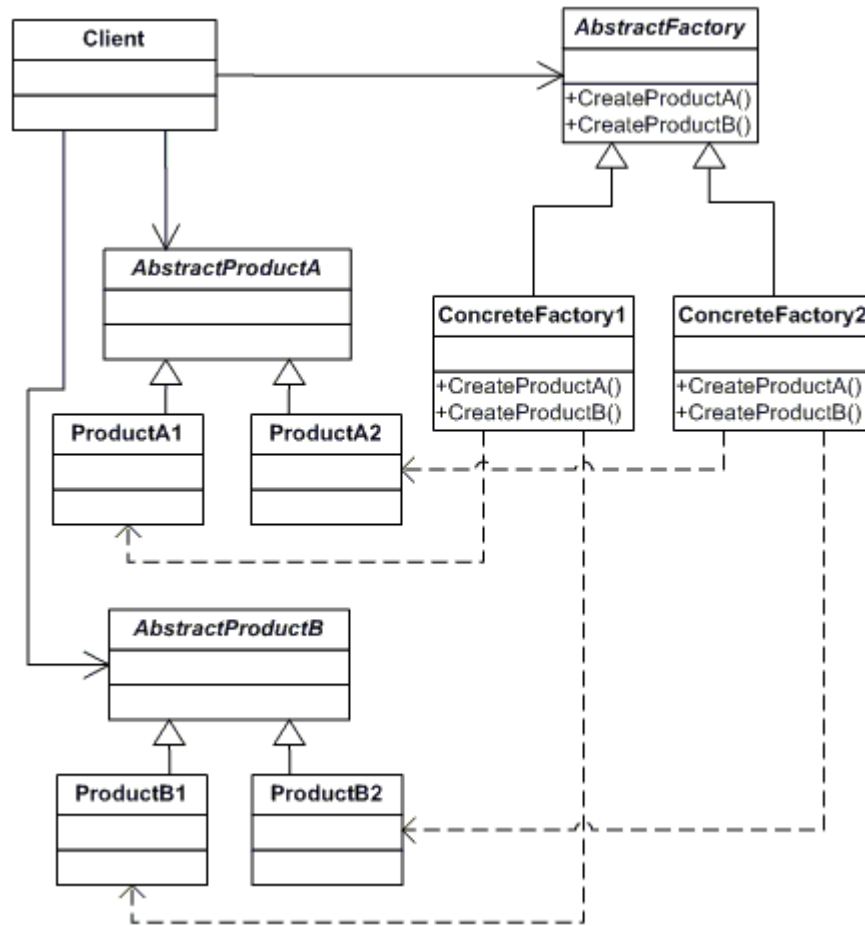 Client
AbstractFactory
+CreateProductA()
+CreateProductB()
AbstractProductA
ConcreteFactory1
+CreateProductA()
+CreateProductB()
ConcreteFactory2
+CreateProductA()
+CreateProductB()
ProductA1
ProductA2
AbstractProductB
ProductB1
ProductB2